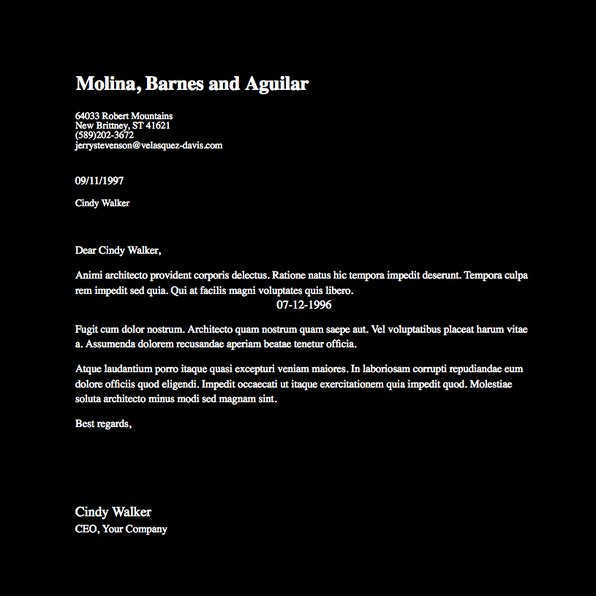 Molina, Barnes and Aguilar
64033 Robert Mountains
New Brittney, ST 41621
(589)202-3672
jerrystevenson@velasquez-davis.com
09/11/1997
Cindy Walker
Dear Cindy Walker,
Animi architecto provident corporis delectus. Ratione natus hic tempora impedit deserunt. Tempora culpa
rem impedit sed quia. Qui at facilis magni voluptates quis libero.
07-12-1996
Fugit cum dolor nostrum. Architecto quam nostrum quam saepe aut. Vel voluptatibus placeat harum vitae
a. Assumenda dolorem recusandae aperiam beatae tenetur officia.
Atque laudantium porro itaque quasi excepturi veniam maiores. In laboriosam corrupti repudiandae eum
dolore officiis quod eligendi. Impedit occaecati ut itaque exercitationem quia impedit quod. Molestiae
soluta architecto minus modi sed magnam sint.
Best regards,
Cindy Walker
CEO, Your Company